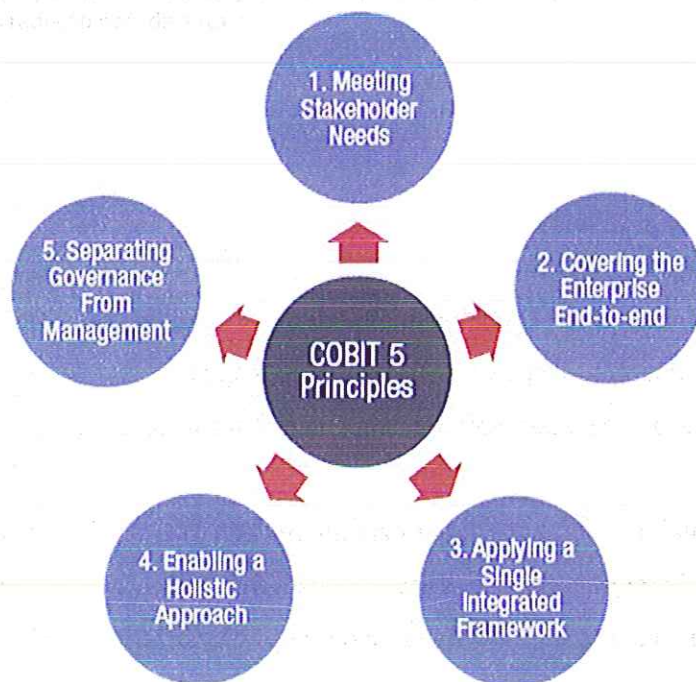 1. Meeting
Stakeholder
Needs
2. Covering the
Enterprise
End-to-end
3. Applying a
Single
Integrated
Framework
4. Enabling a
Holistic
Approach
5. Separating
Governance
From
Management
COBIT 5
Principles